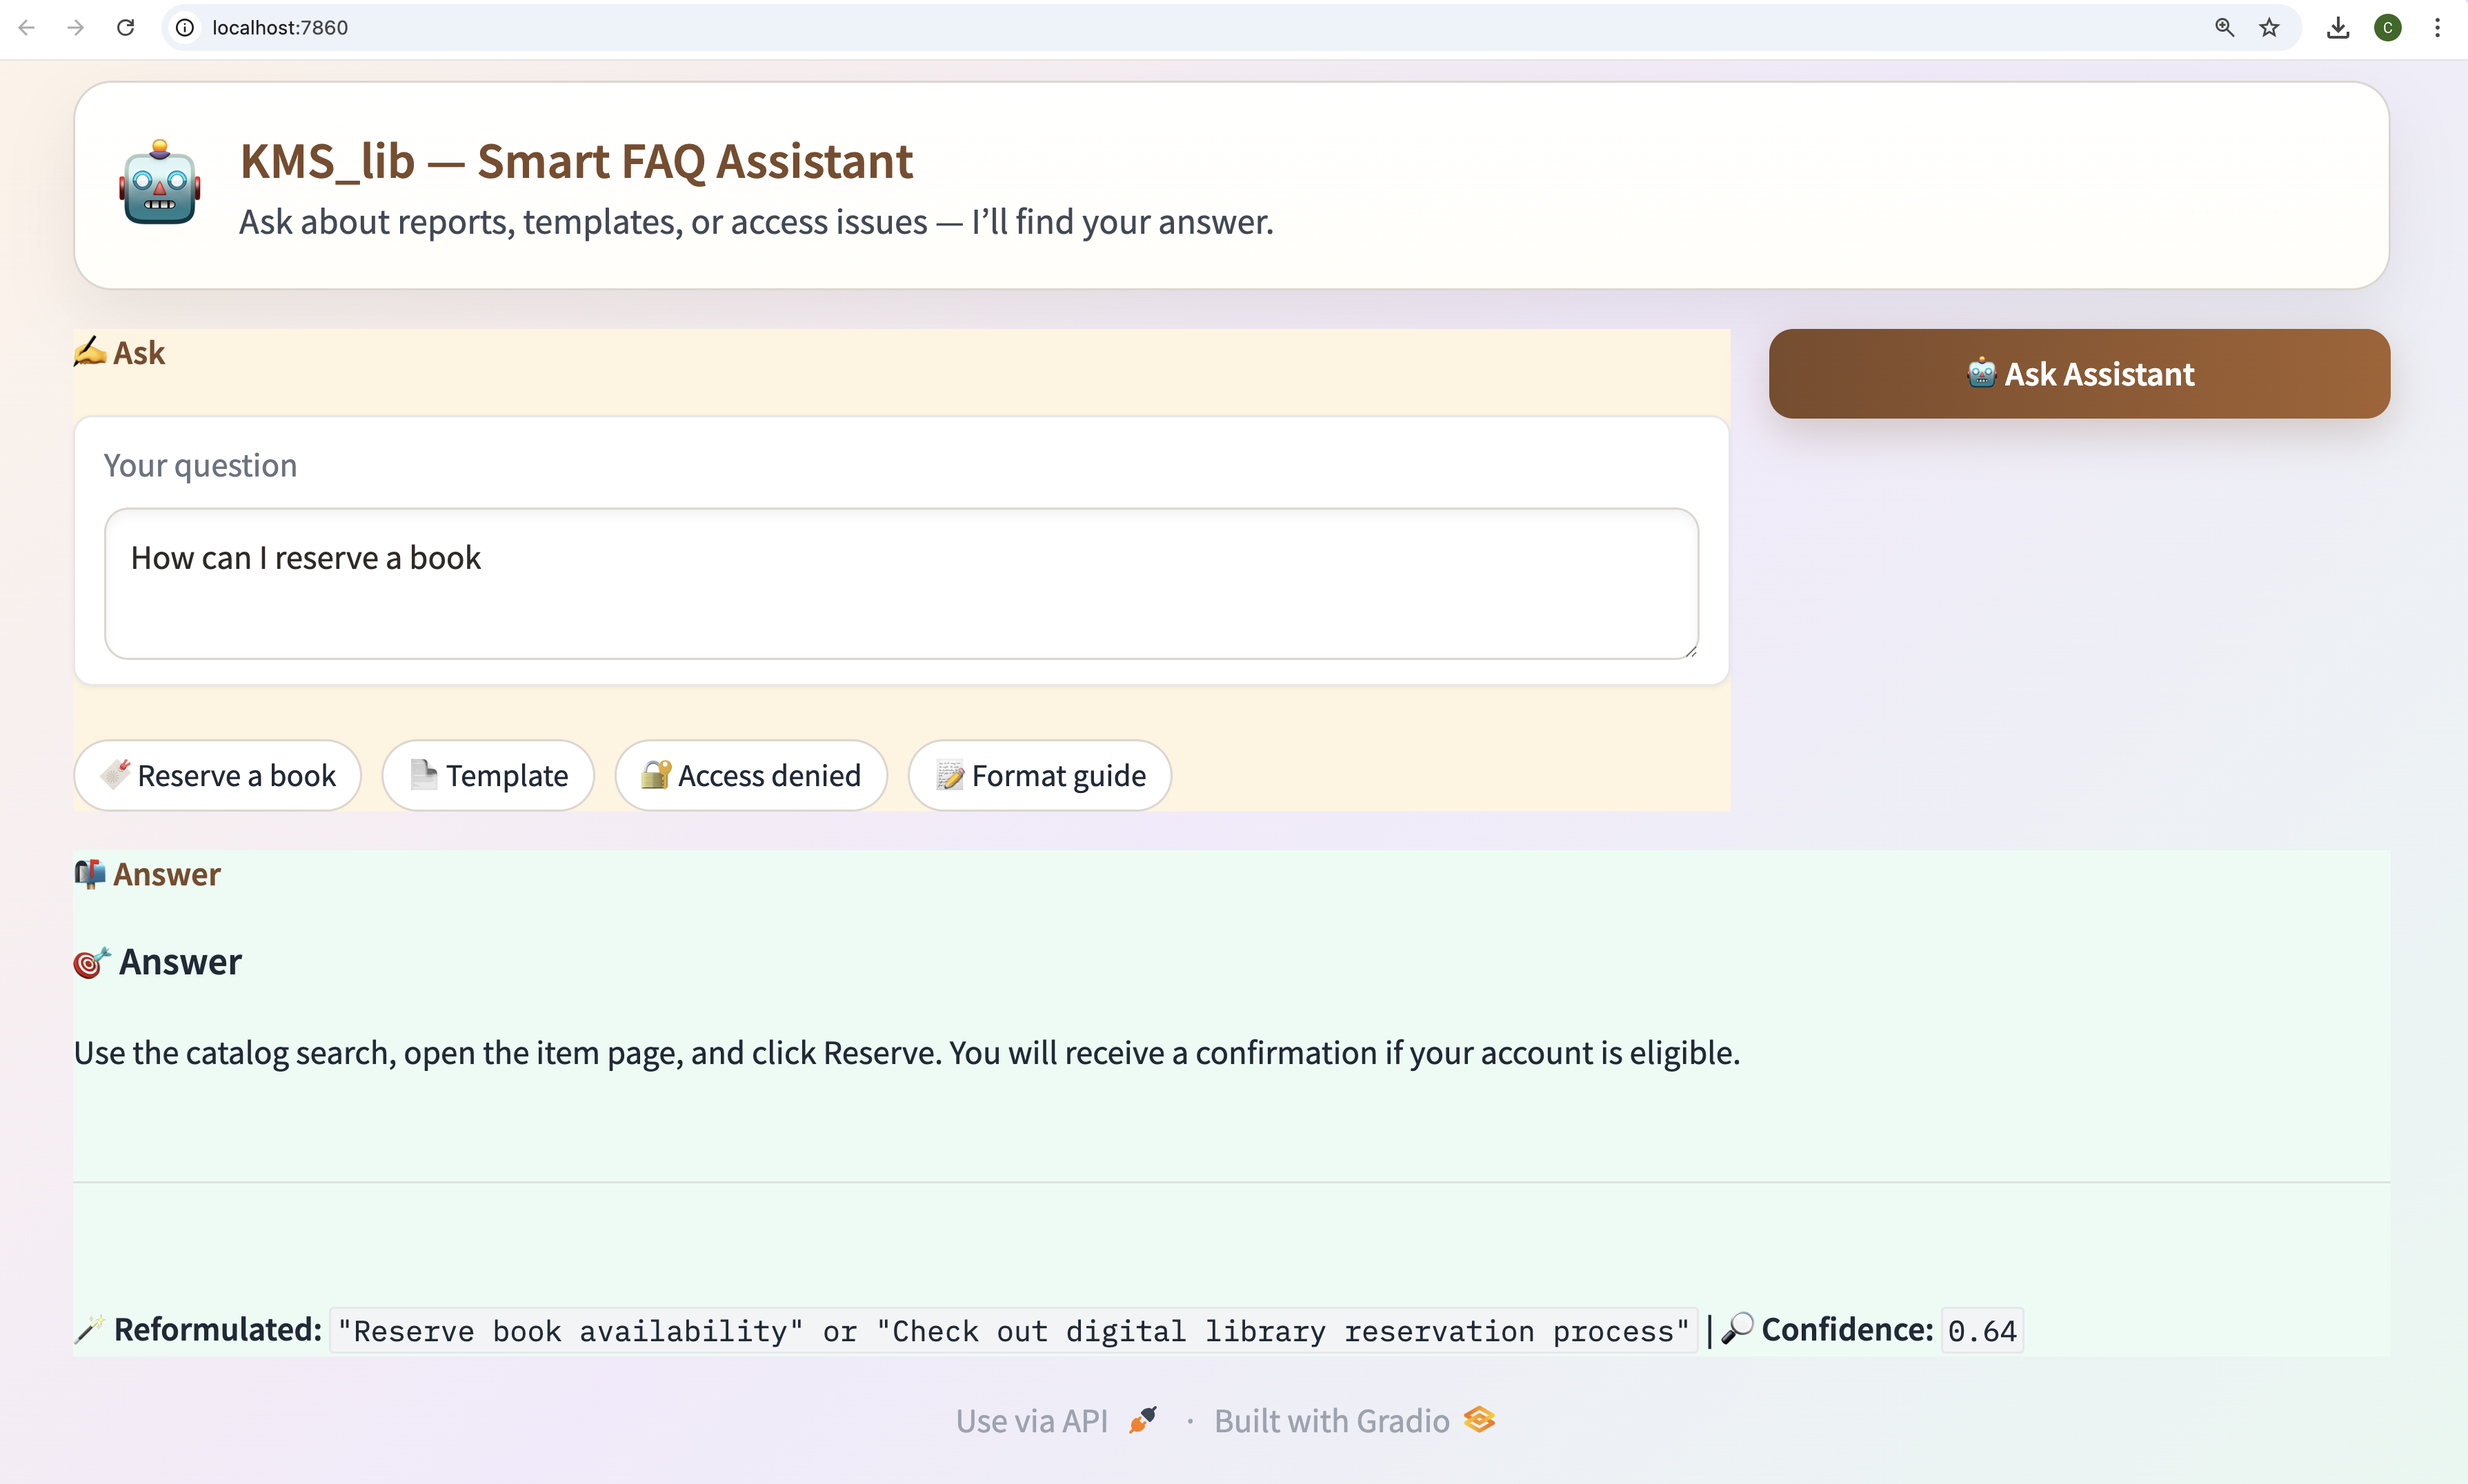 localhost:7860
C
KMS_lib — Smart FAQ Assistant
Ask about reports, templates, or access issues — I’ll find your answer.
✍️ Ask
🤖 Ask Assistant
Your question
How can I reserve a book
Reserve a book
Template
🔐 Access denied
📝 Format guide
📬 Answer
🎯 Answer
Use the catalog search, open the item page, and click Reserve. You will receive a confirmation if your account is eligible.
🪄 Reformulated: "Reserve book availability" or "Check out digital library reservation process" | 🔎 Confidence: 0.64
Use via API · Built with Gradio